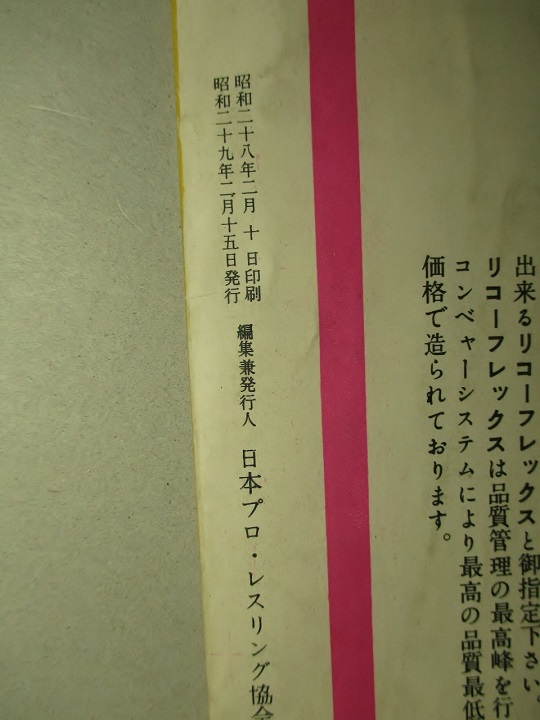 出来るリコーフレックスと御指定下さい。
リコーフレックスは品質管理の最高峰を行
コンベヤーシステムにより最高の品質最低
価格で造られております。
昭和二十八年二月十日印刷
昭和二十九年二月十五日発行
編集兼発行人 日本プロ・レスリング協会